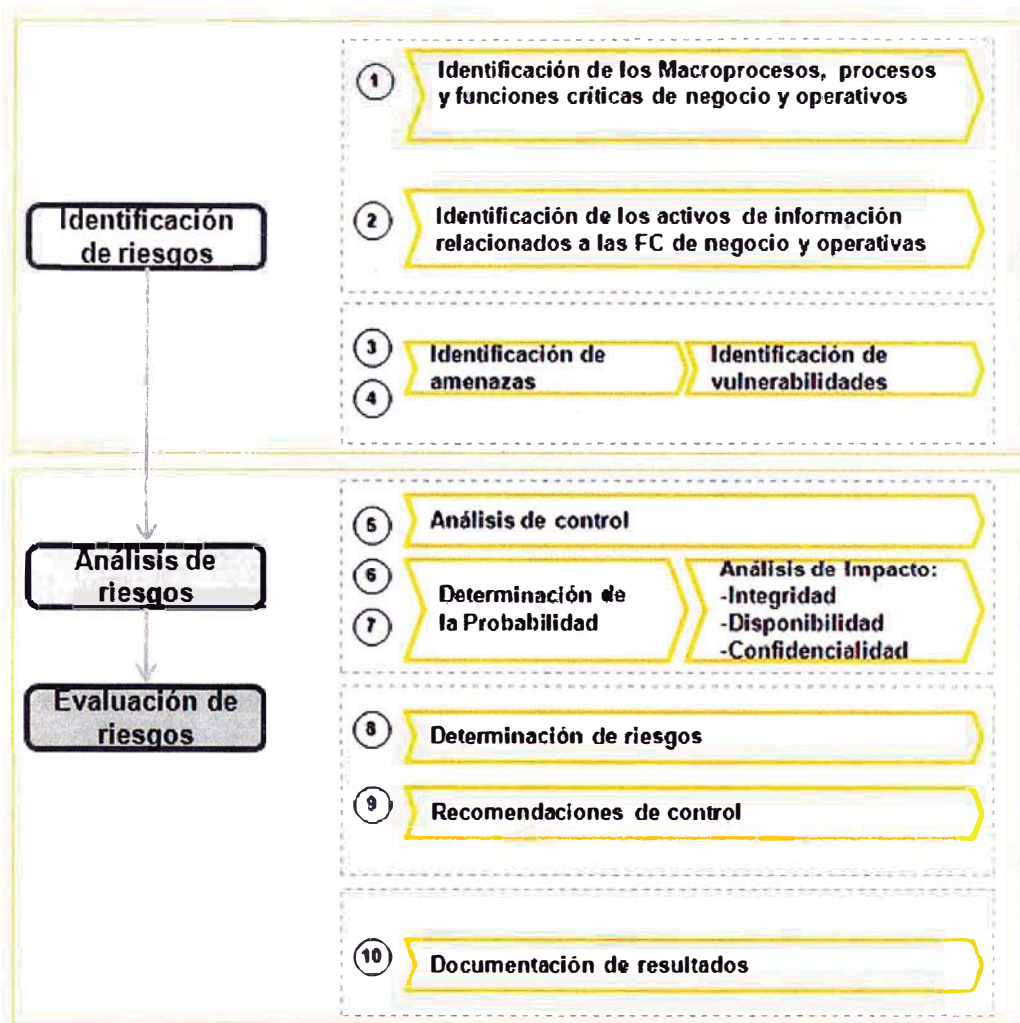 1
Identificación de los Macroprocesos, procesos
y funciones críticas de negocio y operativos
Identificación
de riesgos
2
Identificación de los activos de información
relacionados a las FC de negocio y operativas
3
4
Identificación de
amenazas
Identificación de
vulnerabilidades
Análisis de
riesgos
5
Análisis de control
6
7
Determinación de
la Probabilidad
Análisis de Impacto:
-Integridad
-Disponibilidad
-Confidencialidad
Evaluación de
riesgos
8
Determinación de riesgos
9
Recomendaciones de control
10
Documentación de resultados